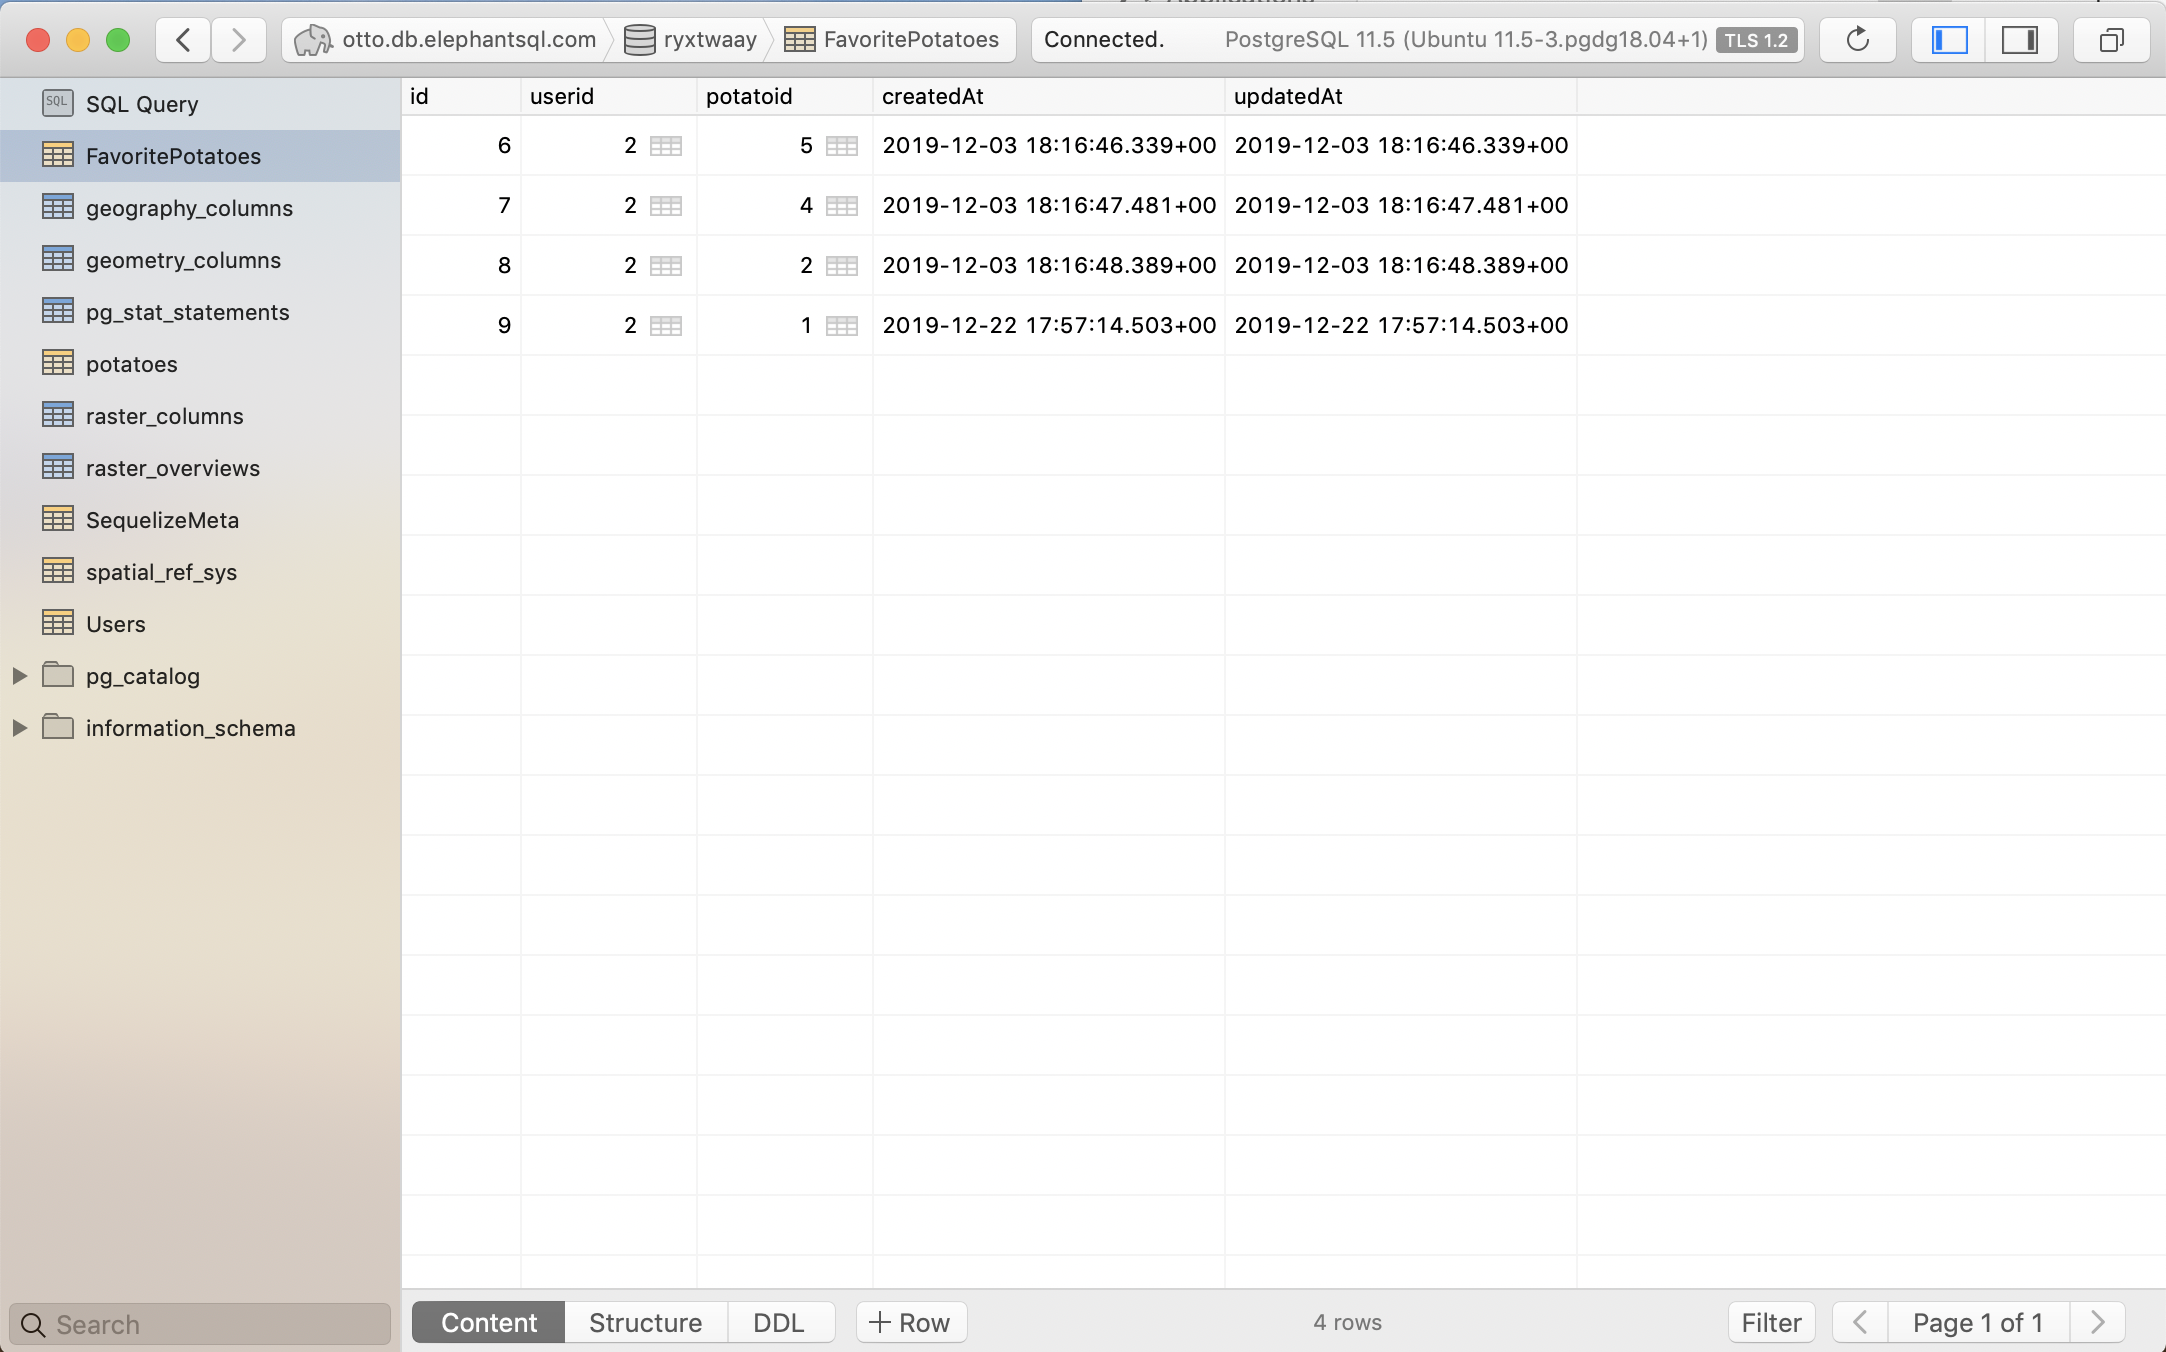 otto.db.elephantsql.com ryxtwaay FavoritePotatoes Connected. PostgreSQL 11.5 (Ubuntu 11.5-3.pgdg18.04+1) TLS 1.2
SQL SQL Query
FavoritePotatoes
geography_columns
geometry_columns
pg_stat_statements
potatoes
raster_columns
raster_overviews
SequelizeMeta
spatial_ref_sys
Users
pg_catalog
information_schema
Search
id userid potatoid createdAt updatedAt
6 2 5 2019-12-03 18:16:46.339+00 2019-12-03 18:16:46.339+00
7 2 4 2019-12-03 18:16:47.481+00 2019-12-03 18:16:47.481+00
8 2 2 2019-12-03 18:16:48.389+00 2019-12-03 18:16:48.389+00
9 2 1 2019-12-22 17:57:14.503+00 2019-12-22 17:57:14.503+00
Content Structure DDL + Row 4 rows Filter Page 1 of 1